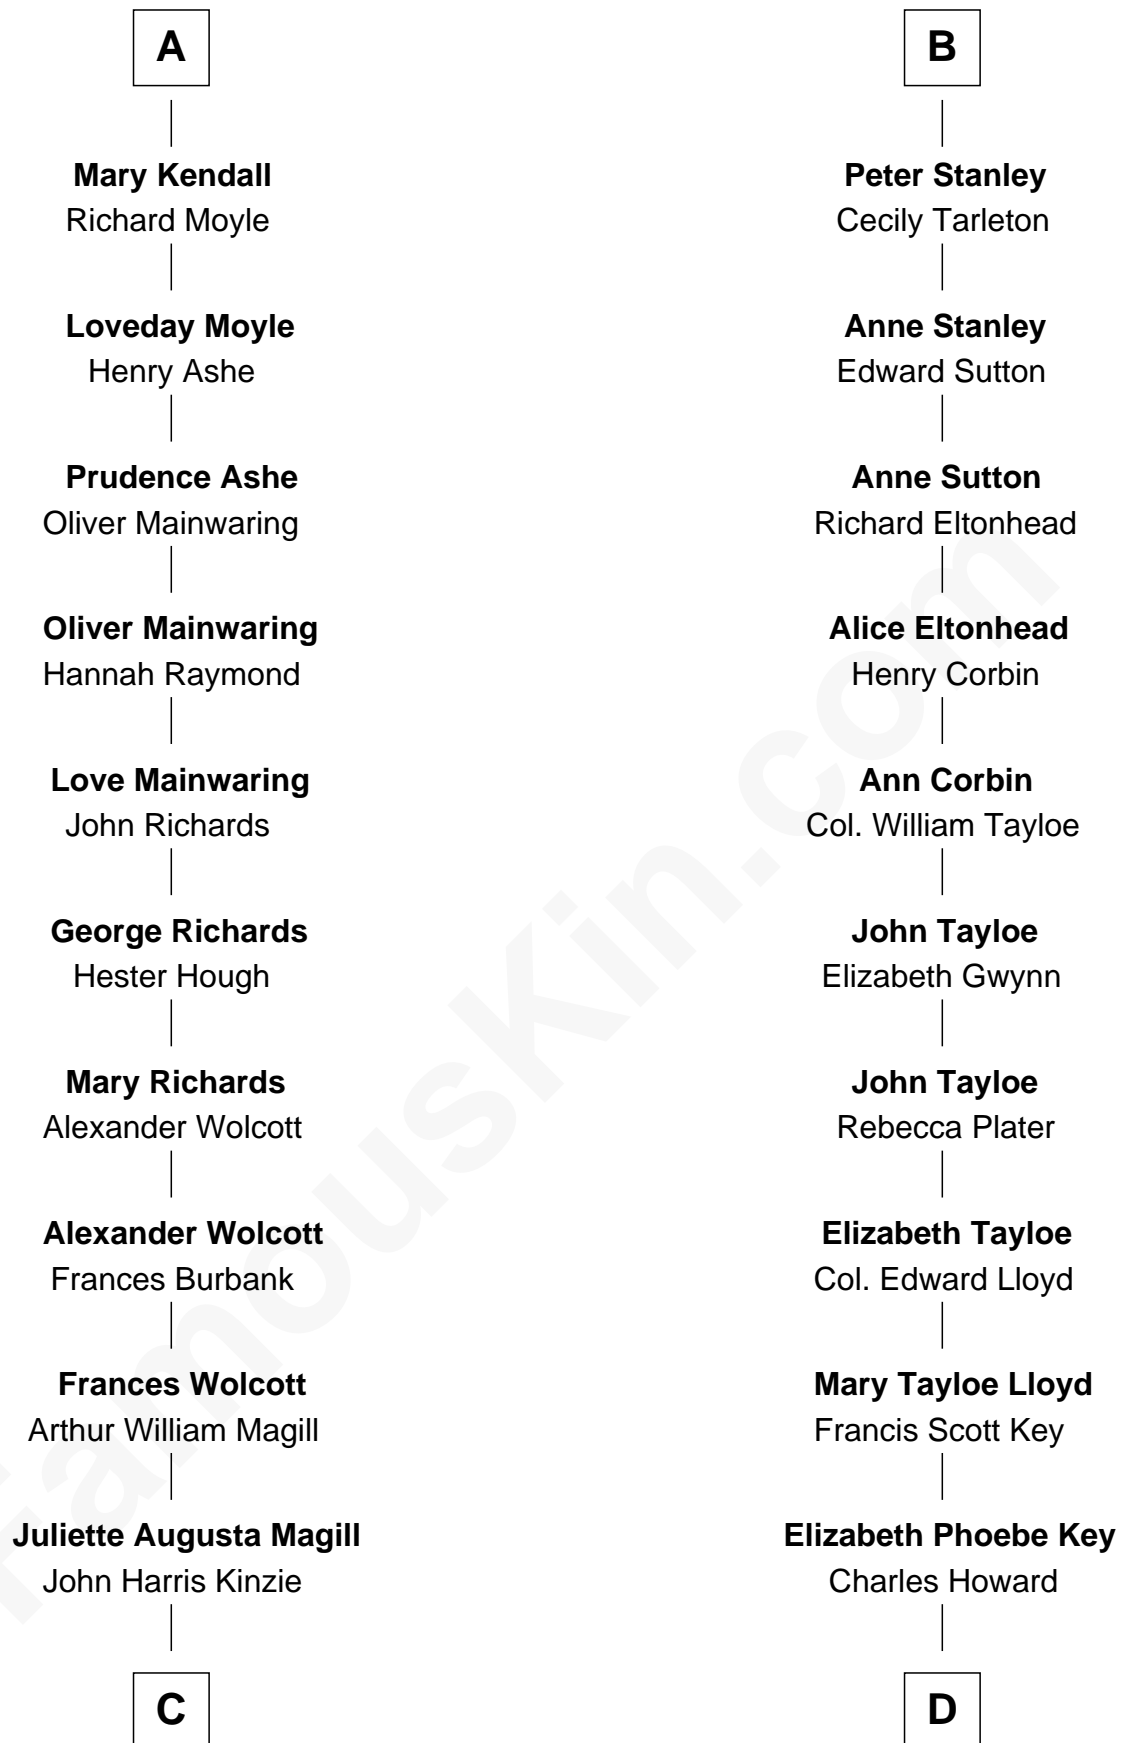 A
Mary Kendall
Richard Moyle
Loveday Moyle
Henry Ashe
Prudence Ashe
Oliver Mainwaring
Oliver Mainwaring
Hannah Raymond
Love Mainwaring
John Richards
George Richards
Hester Hough
Mary Richards
Alexander Wolcott
Alexander Wolcott
Frances Burbank
Frances Wolcott
Arthur William Magill
Juliette Augusta Magill
John Harris Kinzie
C
B
Peter Stanley
Cecily Tarleton
Anne Stanley
Edward Sutton
Anne Sutton
Richard Eltonhead
Alice Eltonhead
Henry Corbin
Ann Corbin
Col. William Tayloe
John Tayloe
Elizabeth Gwynn
John Tayloe
Rebecca Plater
Elizabeth Tayloe
Col. Edward Lloyd
Mary Tayloe Lloyd
Francis Scott Key
Elizabeth Phoebe Key
Charles Howard
D
FamousKin.com